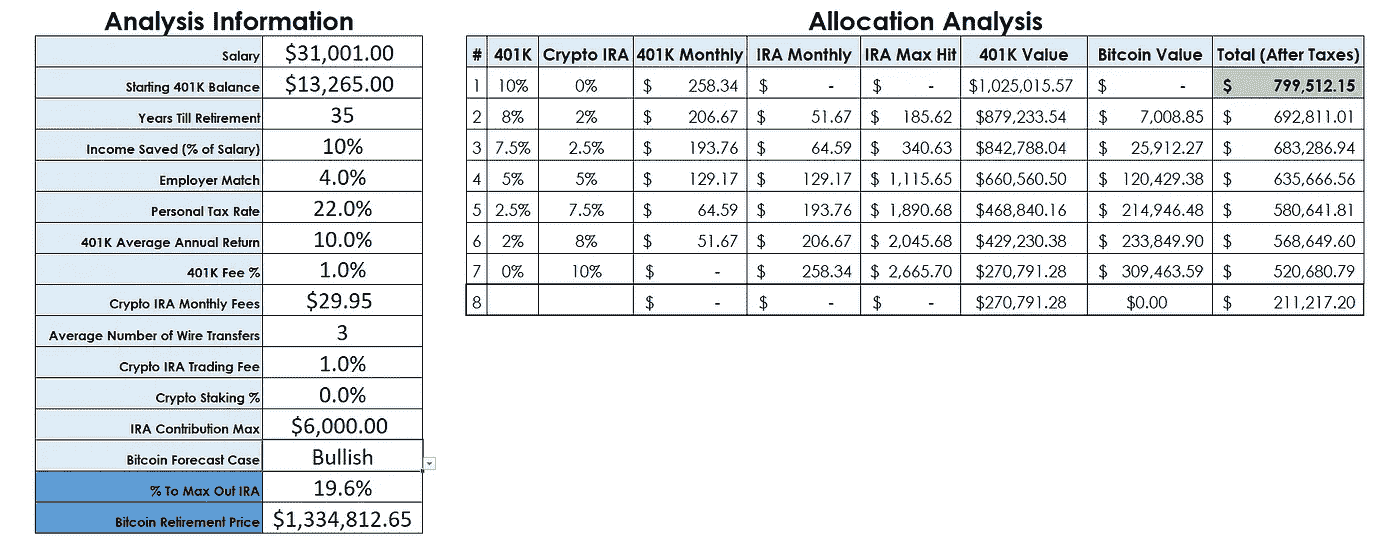 Analysis Information
Salary $31,001.00
Starting 401K Balance $13,265.00
Years Till Retirement 35
Income Saved (% of Salary) 10%
Employer Match 4.0%
Personal Tax Rate 22.0%
401K Average Annual Return 10.0%
401K Fee % 1.0%
Crypto IRA Monthly Fees $29.95
Average Number of Wire Transfers 3
Crypto IRA Trading Fee 1.0%
Crypto Staking % 0.0%
IRA Contribution Max $6,000.00
Bitcoin Forecast Case Bullish
% To Max Out IRA 19.6%
Bitcoin Retirement Price $1,334,812.65
Allocation Analysis
# 401K Crypto IRA 401K Monthly IRA Monthly IRA Max Hit 401K Value Bitcoin Value Total (After Taxes)
1 10% 0% $ 258.34 $ - $ - $1,025,015.57 $ - $ 799,512.15
2 8% 2% $ 206.67 $ 51.67 $ 185.62 $879,233.54 $ 7,008.85 $ 692,811.01
3 7.5% 2.5% $ 193.76 $ 64.59 $ 340.63 $842,788.04 $ 25,912.27 $ 683,286.94
4 5% 5% $ 129.17 $ 129.17 $ 1,115.65 $660,560.50 $ 120,429.38 $ 635,666.56
5 2.5% 7.5% $ 64.59 $ 193.76 $ 1,890.68 $468,840.16 $ 214,946.48 $ 580,641.81
6 2% 8% $ 51.67 $ 206.67 $ 2,045.68 $429,230.38 $ 233,849.90 $ 568,649.60
7 0% 10% $ - $ 258.34 $ 2,665.70 $270,791.28 $ 309,463.59 $ 520,680.79
8 $ - $ - $ - $270,791.28 $0.00 $ 211,217.20